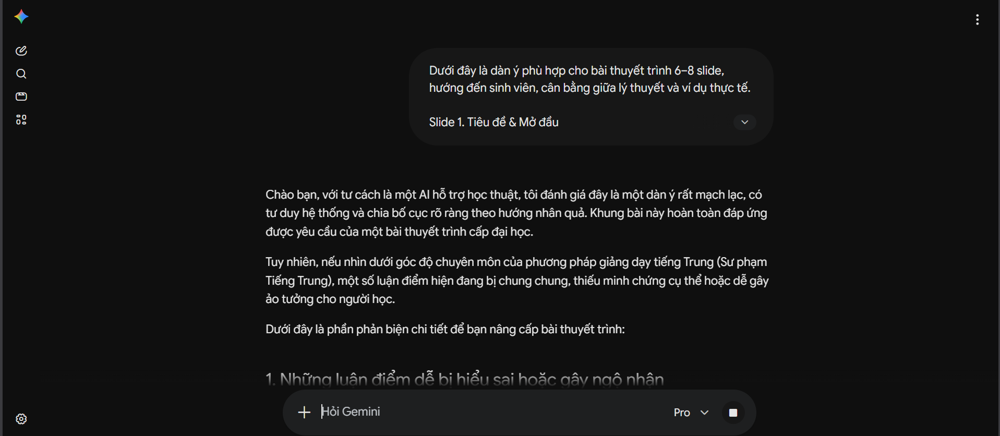 Dưới đây là dàn ý phù hợp cho bài thuyết trình 6–8 slide,
hướng đến sinh viên, cân bằng giữa lý thuyết và ví dụ thực tế.
Slide 1. Tiêu đề & Mở đầu
Chào bạn, với tư cách là một AI hỗ trợ học thuật, tôi đánh giá đây là một dàn ý rất mạch lạc, có
tư duy hệ thống và chia bố cục rõ ràng theo hướng nhân quả. Khung bài này hoàn toàn đáp ứng
được yêu cầu của một bài thuyết trình cấp đại học.
Tuy nhiên, nếu nhìn dưới góc độ chuyên môn của phương pháp giảng dạy tiếng Trung (Sư phạm
Tiếng Trung), một số luận điểm hiện đang bị chung chung, thiếu minh chứng cụ thể hoặc dễ gây
ảo tưởng cho người học.
Dưới đây là phần phản biện chi tiết để bạn nâng cấp bài thuyết trình:
1. Những luận điểm dễ bị hiểu sai hoặc gây ngộ nhận
Hỏi Gemini
Pro